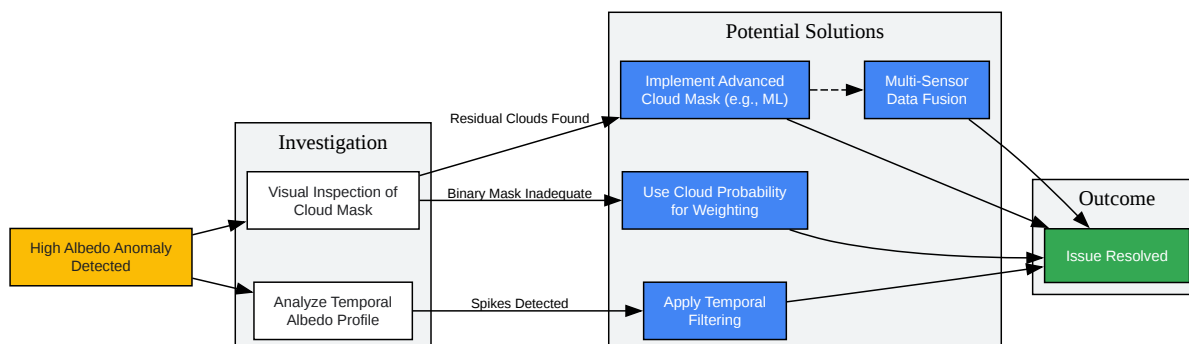 High Albedo Anomaly
Detected
Investigation
Visual Inspection of
Cloud Mask
Analyze Temporal
Albedo Profile
Residual Clouds Found
Binary Mask Inadequate
Spikes Detected
Potential Solutions
Implement Advanced
Cloud Mask (e.g., ML)
Multi-Sensor
Data Fusion
Use Cloud Probability
for Weighting
Apply Temporal
Filtering
Outcome
Issue Resolved